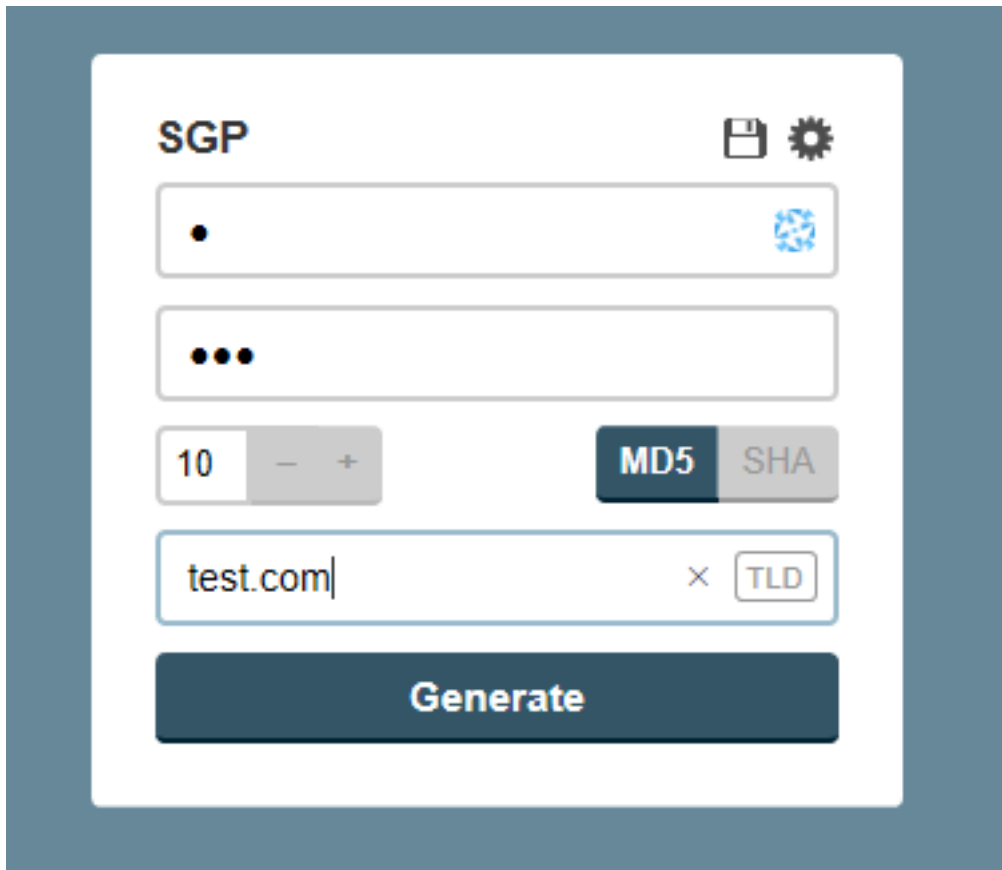 SGP
•
•••
10 – +
MD5 SHA
test.com × TLD
Generate